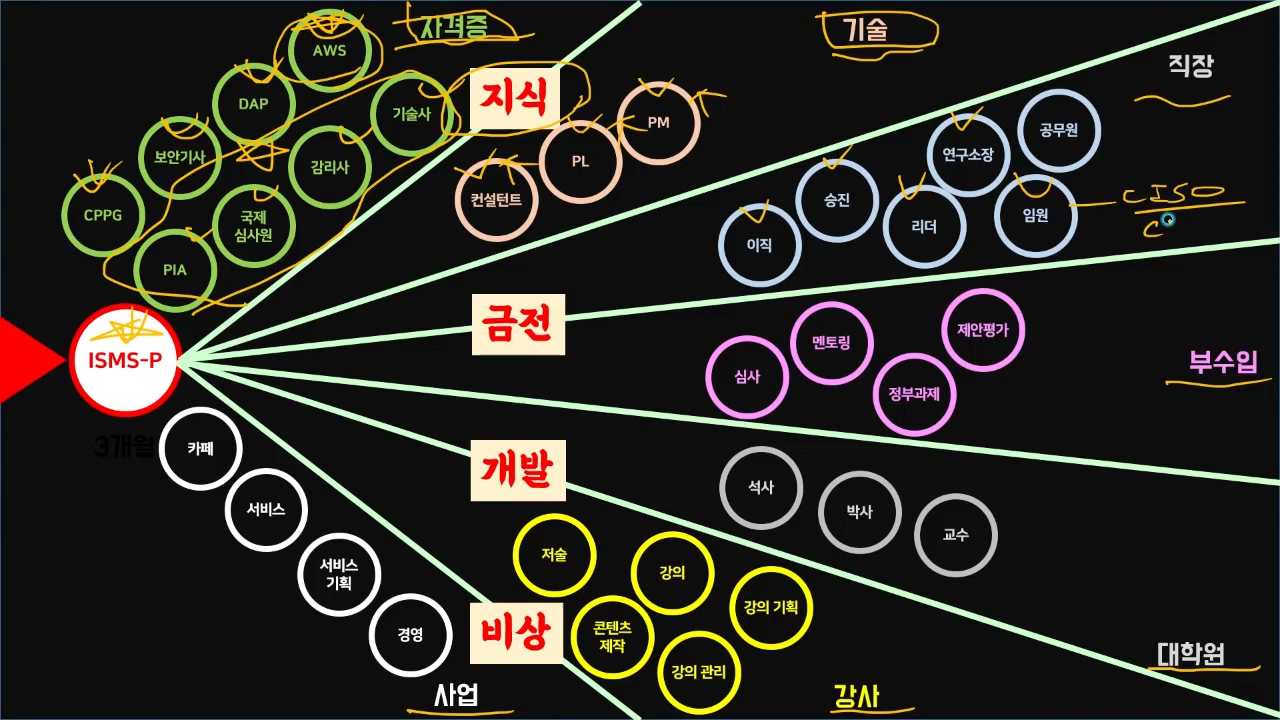 자격증
AWS
DAP
기술사
보안기사
감리사
CPPG
국제
심사원
PIA
지식
기술
PM
PL
컨설턴트
직장
공무원
연구소장
승진
리더
임원
이직
CISO
C
ISMS-P
3개월
금전
제안평가
멘토링
심사
정부과제
부수입
개발
석사
박사
교수
대학원
카페
서비스
서비스
기획
경영
사업
비상
저술
강의
강의 기획
콘텐츠
제작
강의 관리
강사